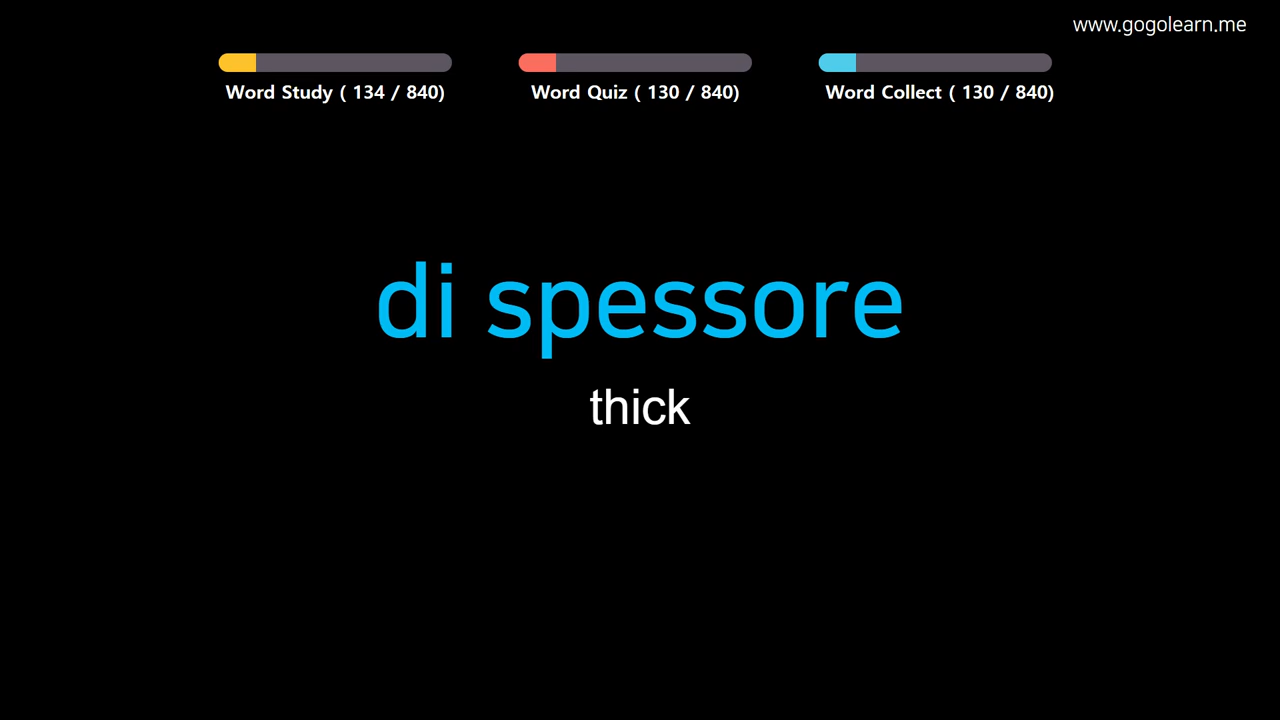 www.gogolearn.me
Word Study ( 134 / 840)
Word Quiz ( 130 / 840)
Word Collect ( 130 / 840)
di spessore
thick